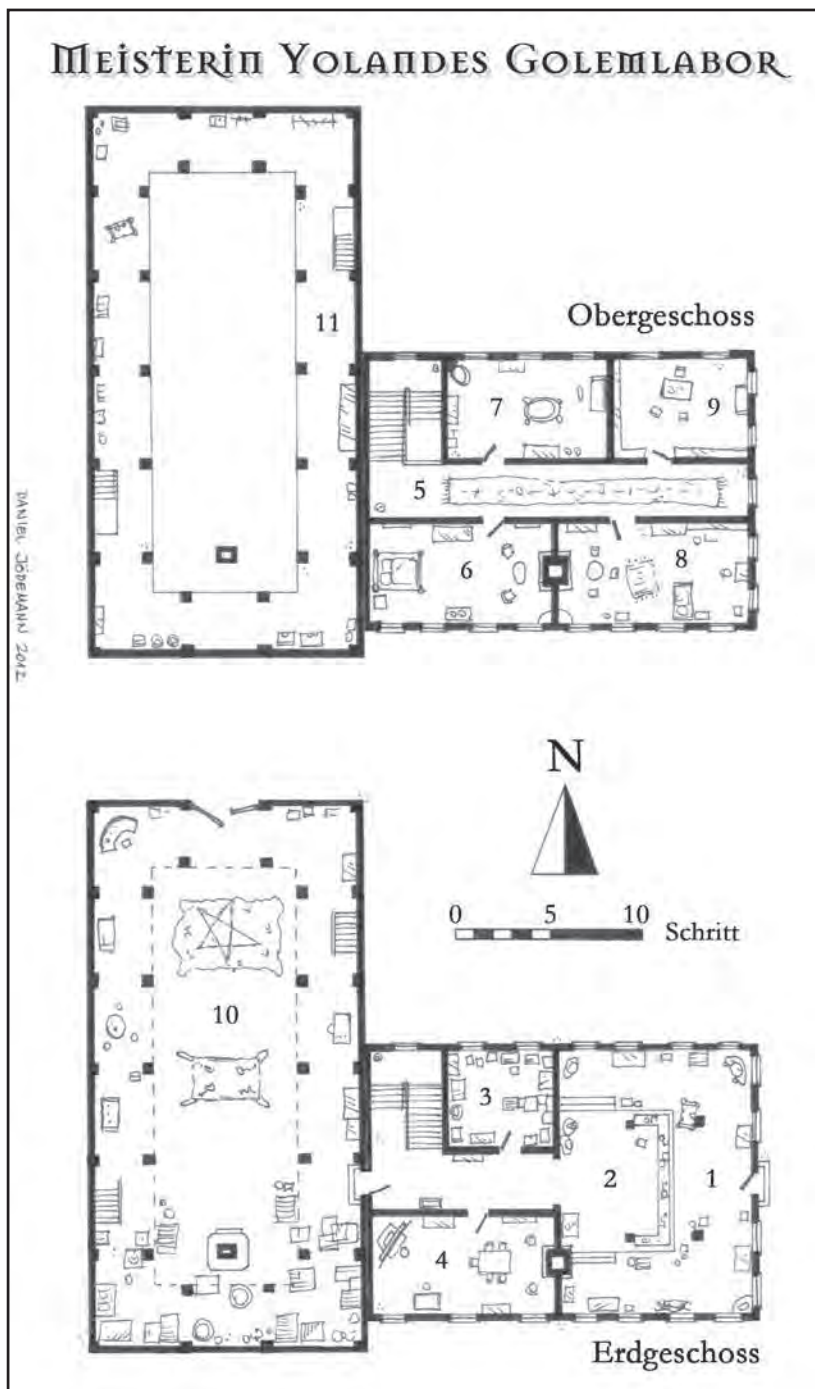 Meisterin Yolandes Golemlabor
Obergeschoss
11
7
9
5
6
8
DANIEL JÖDEMANN 2012
N
0 5 10
Schritt
10
3
2
1
4
Erdgeschoss